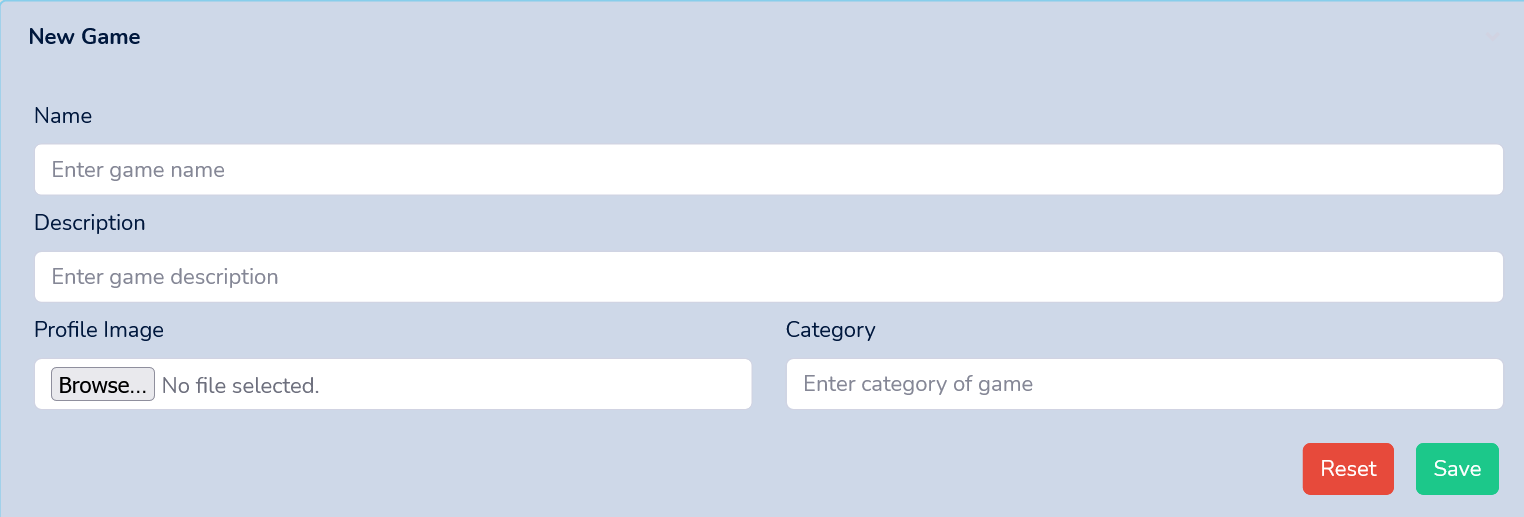 New Game
Name
Enter game name
Description
Enter game description
Profile Image
Category
Browse... No file selected.
Enter category of game
Reset
Save